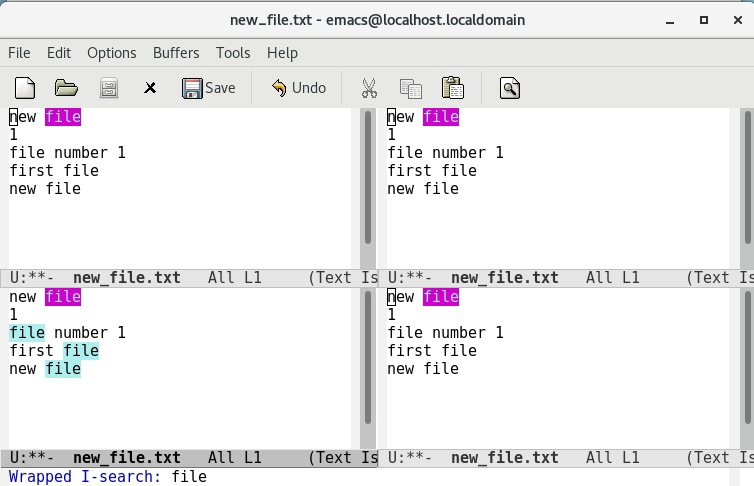 new_file.txt - emacs@localhost.localdomain
File Edit Options Buffers Tools Help
Save Undo
new file
1
file number 1
first file
new file
U:**- new_file.txt All L1 (Text Is
new file
1
file number 1
first file
new file
U:**- new_file.txt All L1 (Text Is
new file
1
file number 1
first file
new file
U:**- new_file.txt All L1 (Text Is
new file
1
file number 1
first file
new file
U:**- new_file.txt All L1 (Text Is
Wrapped I-search: file